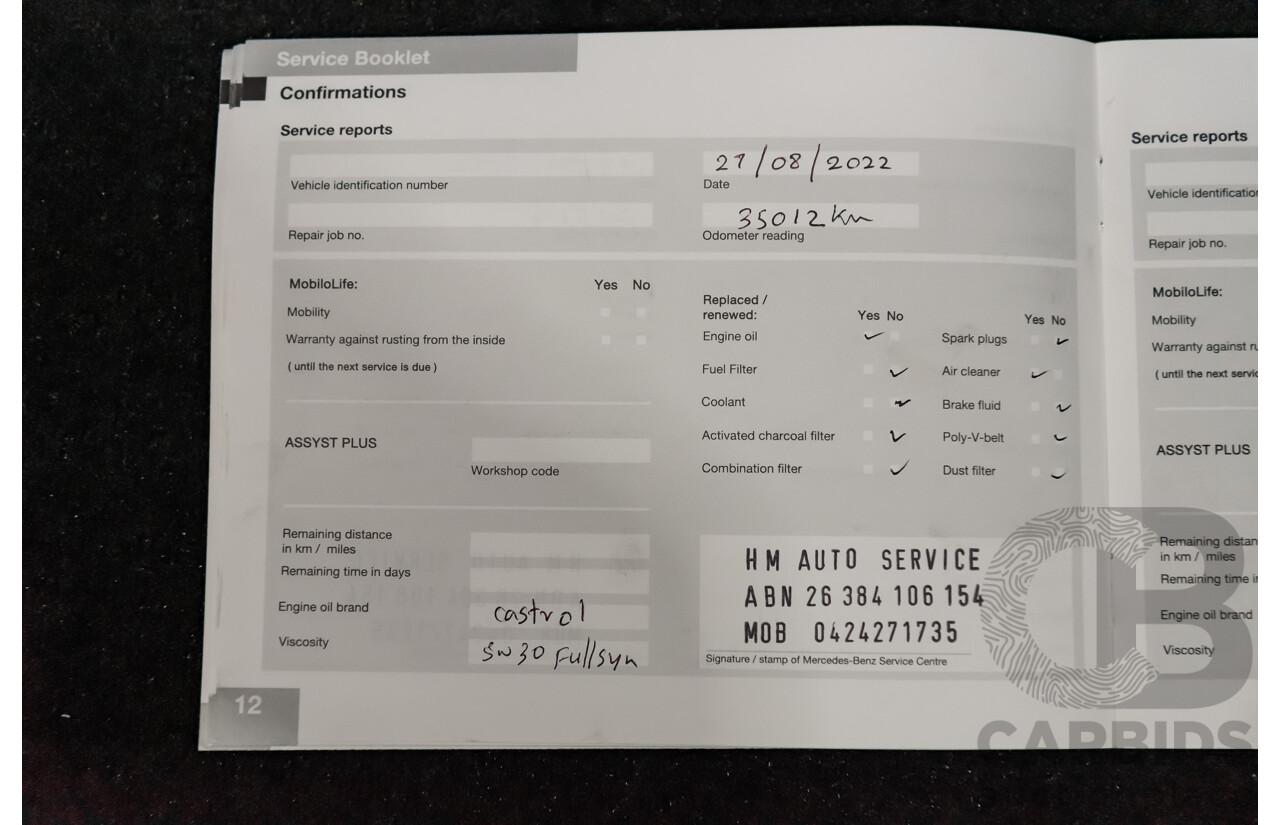 Service Booklet
Confirmations
Service reports
27/08/2022
Vehicle identification number
Date
35012 km
Repair job no.
Odometer reading
MobiloLife:
Yes No
Mobility
Warranty against rusting from the inside
( until the next service is due )
ASSYST PLUS
Workshop code
Remaining distance
in km / miles
Remaining time in days
Engine oil brand
castrol
Viscosity
5w30 Fullsyn
Replaced /
renewed:
Yes No
Yes No
Engine oil
Spark plugs
Fuel Filter
Air cleaner
Coolant
Brake fluid
Activated charcoal filter
Poly-V-belt
Combination filter
Dust filter
HM AUTO SERVICE
ABN 26 384 106 154
MOB 0424271735
Signature / stamp of Mercedes-Benz Service Centre
12
Service reports
Vehicle identificatio
Repair job no.
MobiloLife:
Mobility
Warranty against ru
( until the next servic
ASSYST PLUS
Remaining distan
in km / miles
Remaining time i
Engine oil brand
Viscosity
CB
CARBIDS